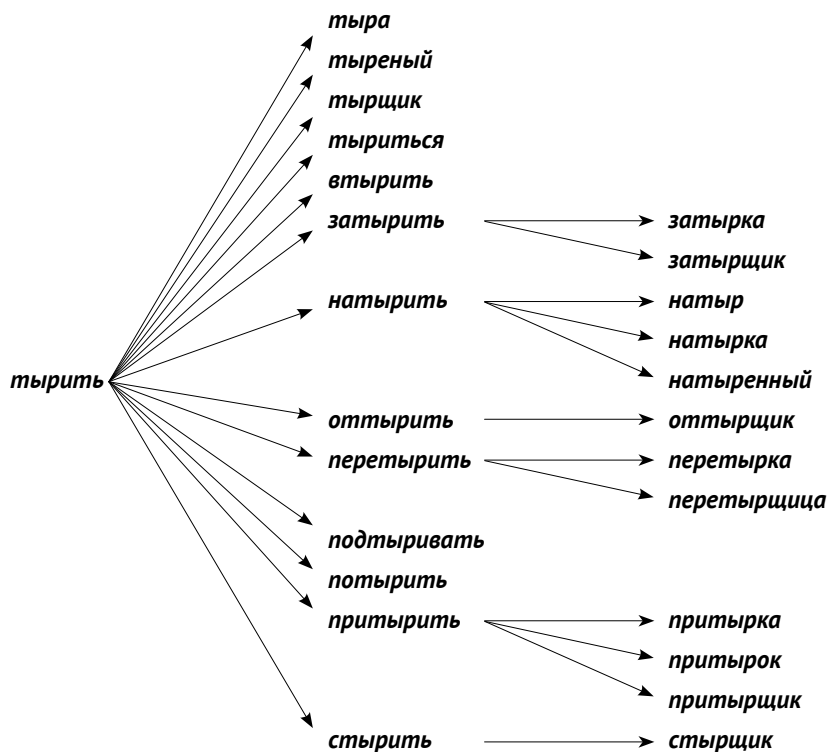 тыра
тыреный
тырщик
тыриться
втырить
затырить затырка
затырщик
натырить натыр
натырка
тырить натыренный
оттырить оттырщик
перетырить перетырка
перетырщица
подтыривать
потырить
притырить притырка
притырок
притырщик
стырить стырщик